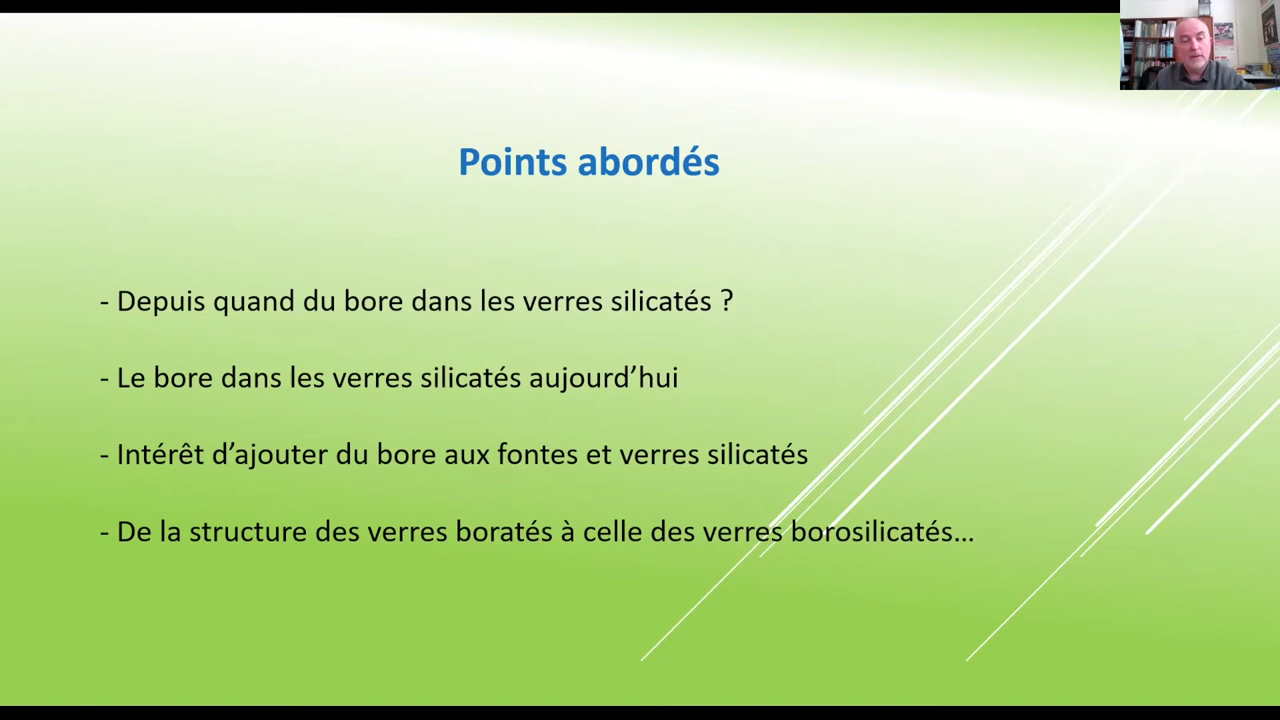 Points abordés
- Depuis quand du bore dans les verres silicatés ?
- Le bore dans les verres silicatés aujourd’hui
- Intérêt d’ajouter du bore aux fontes et verres silicatés
- De la structure des verres boratés à celle des verres borosilicatés…